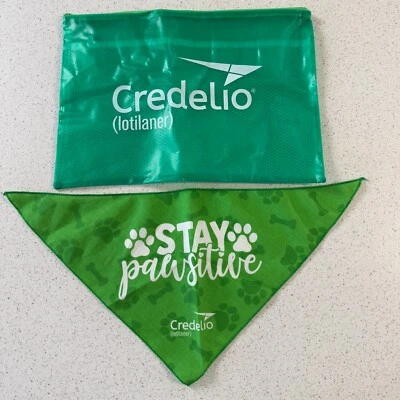 Credelio®
(lotilaner)
STAY
pawsitive
Credelio
(lotilaner)